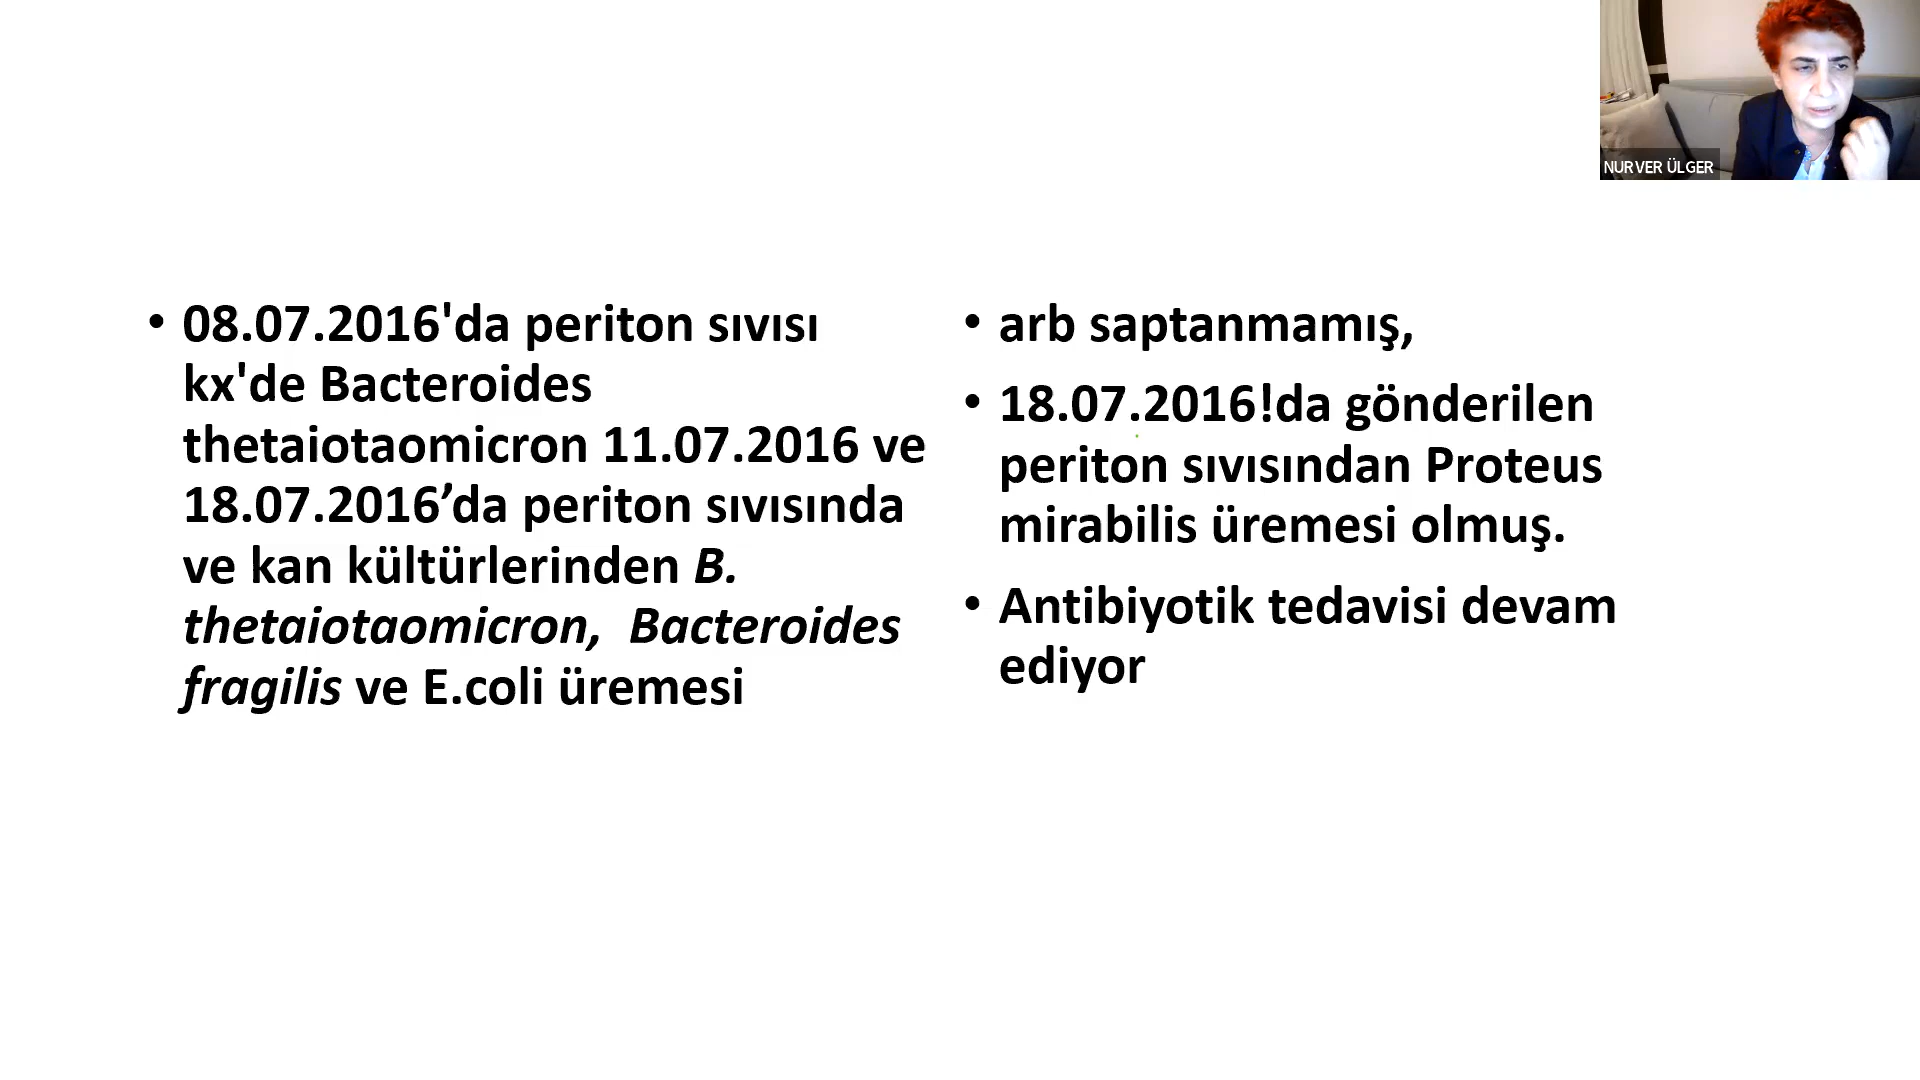 NURVER ÜLGER
• 08.07.2016'da periton sıvısı
kx'de Bacteroides
thetaiotaomicron 11.07.2016 ve
18.07.2016’da periton sıvısında
ve kan kültürlerinden B.
thetaiotaomicron,  Bacteroides
fragilis ve E.coli üremesi
• arb saptanmamış,
• 18.07.2016!da gönderilen
periton sıvısından Proteus
mirabilis üremesi olmuş.
• Antibiyotik tedavisi devam
ediyor